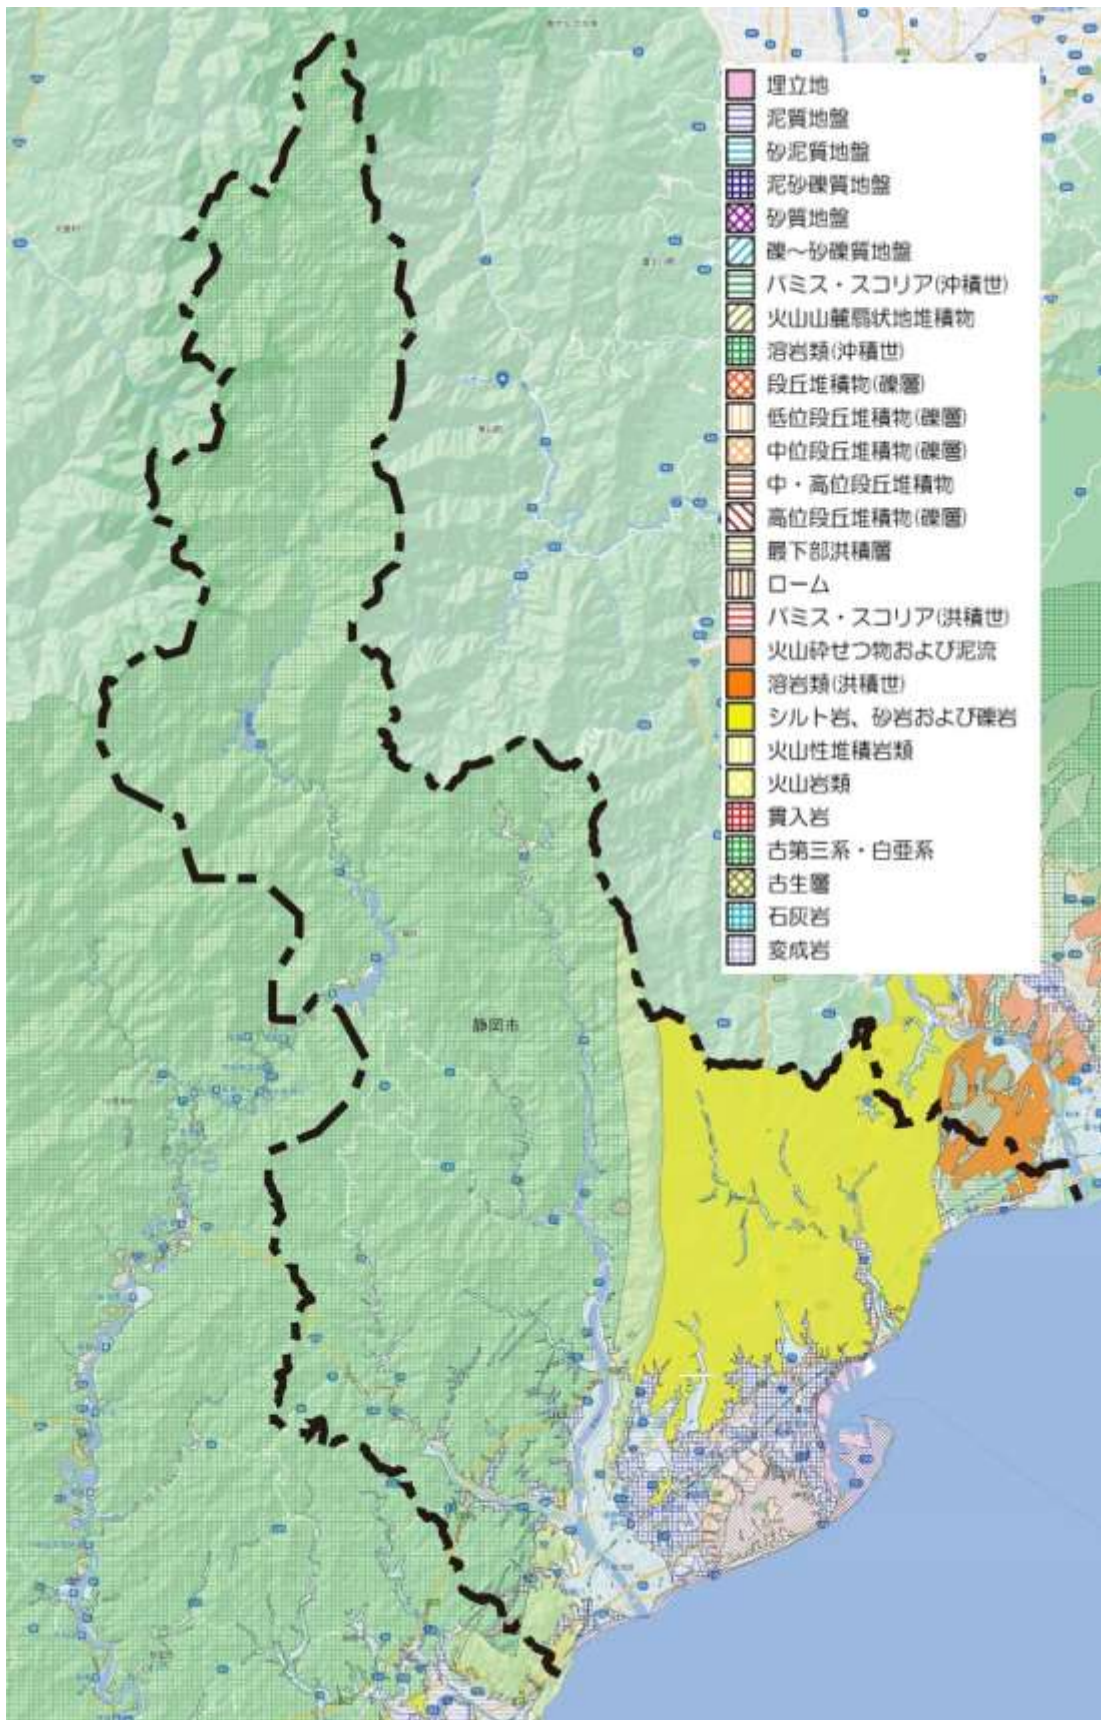 埋立地
泥質地盤
砂泥質地盤
泥砂礫質地盤
砂質地盤
礫〜砂礫質地盤
パミス・スコリア(沖積世)
火山山麓扇状地堆積物
溶岩類(沖積世)
段丘堆積物(礫層)
低位段丘堆積物(礫層)
中位段丘堆積物(礫層)
中・高位段丘堆積物
高位段丘堆積物(礫層)
最下部洪積層
ローム
パミス・スコリア(洪積世)
火山砕せつ物および泥流
溶岩類(洪積世)
シルト岩、砂岩および礫岩
火山性堆積岩類
火山岩類
貫入岩
古第三系・白亜系
古生層
石灰岩
変成岩
静岡市